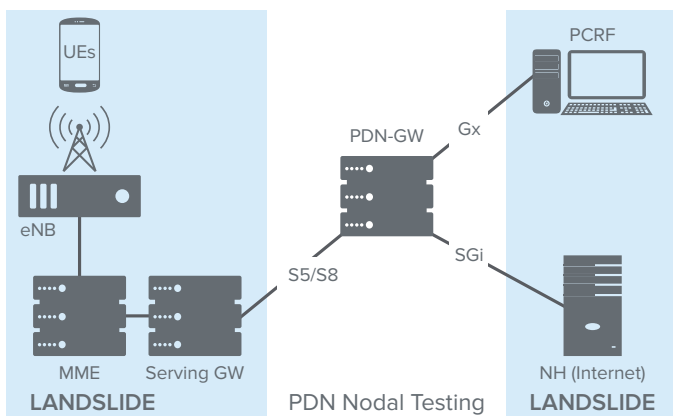 UEs
PCRF
PDN-GW
Gx
eNB
SGi
S5/S8
MME
Serving GW
NH (Internet)
LANDSLIDE
PDN Nodal Testing
LANDSLIDE